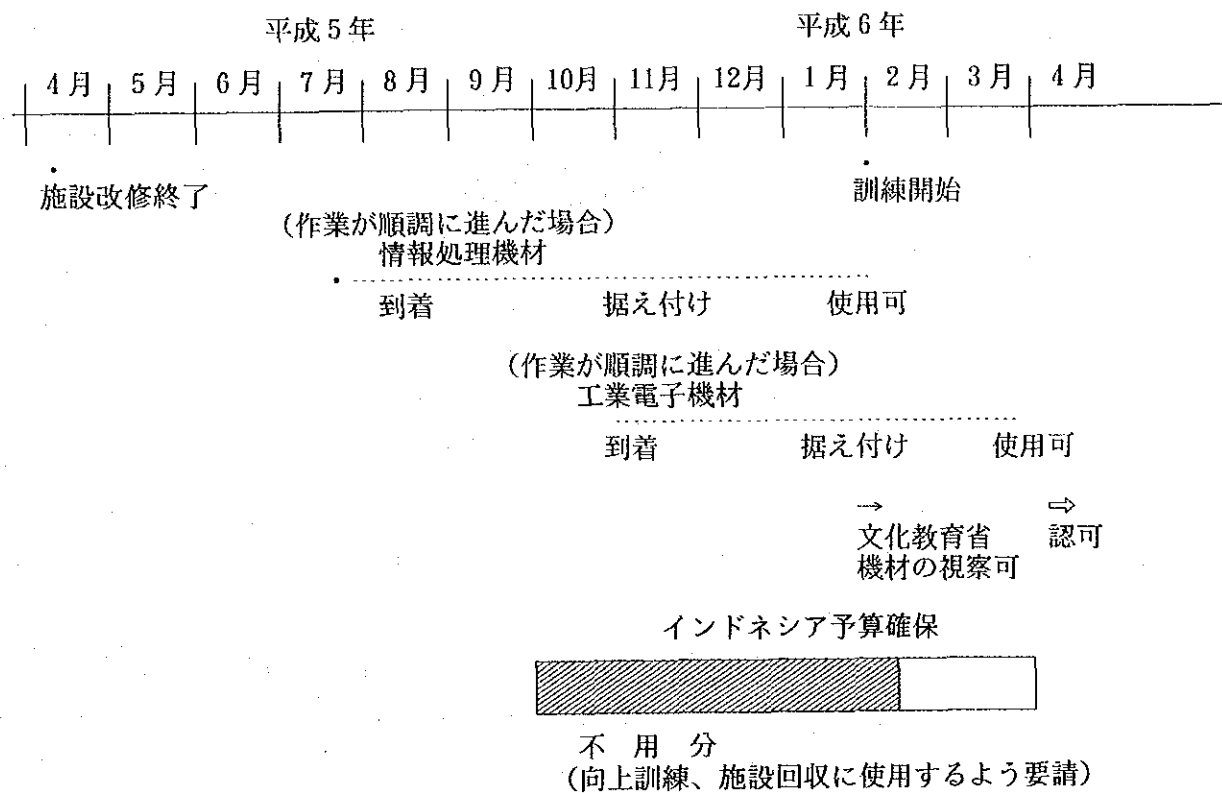 平成5年 平成6年
4月 5月 6月 7月 8月 9月 10月 11月 12月 1月 2月 3月 4月
施設改修終了 訓練開始
(作業が順調に進んだ場合)
情報処理機材
到着 据え付け 使用可
(作業が順調に進んだ場合)
工業電子機材
到着 据え付け 使用可
→ ⇨
文化教育省 認可
機材の視察可
インドネシア予算確保
不用分
(向上訓練、施設回収に使用するよう要請)